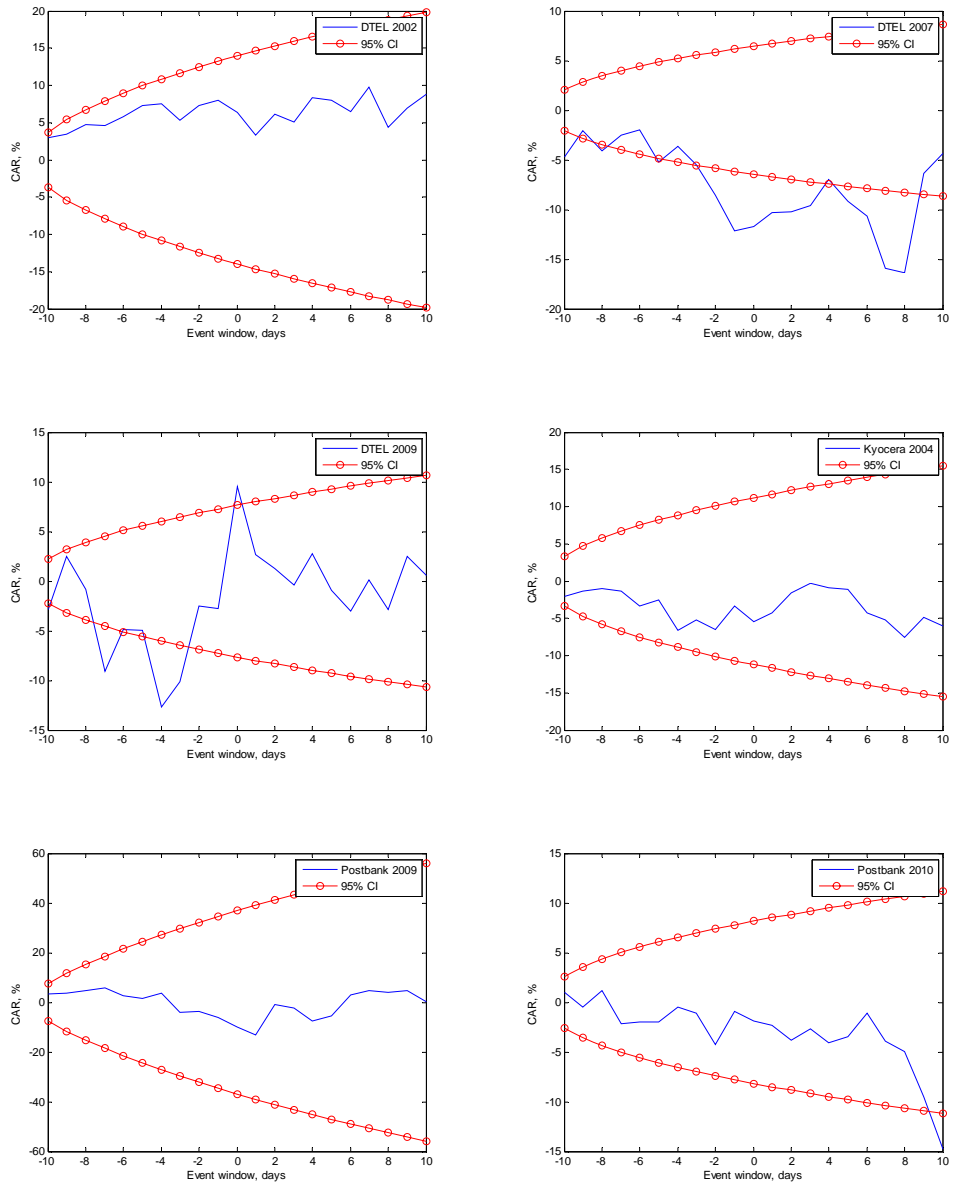 DTEL 2002
95% CI
20
15
10
5
0
-5
-10
-15
-20
CAR, %
-10 -8 -6 -4 -2 0 2 4 6 8 10
Event window, days
DTEL 2007
95% CI
10
5
0
-5
-10
-15
-20
CAR, %
-10 -8 -6 -4 -2 0 2 4 6 8 10
Event window, days
DTEL 2009
95% CI
15
10
5
0
-5
-10
-15
CAR, %
-10 -8 -6 -4 -2 0 2 4 6 8 10
Event window, days
Kyocera 2004
95% CI
20
15
10
5
0
-5
-10
-15
-20
CAR, %
-10 -8 -6 -4 -2 0 2 4 6 8 10
Event window, days
Postbank 2009
95% CI
60
40
20
0
-20
-40
-60
CAR, %
-10 -8 -6 -4 -2 0 2 4 6 8 10
Event window, days
Postbank 2010
95% CI
15
10
5
0
-5
-10
-15
CAR, %
-10 -8 -6 -4 -2 0 2 4 6 8 10
Event window, days